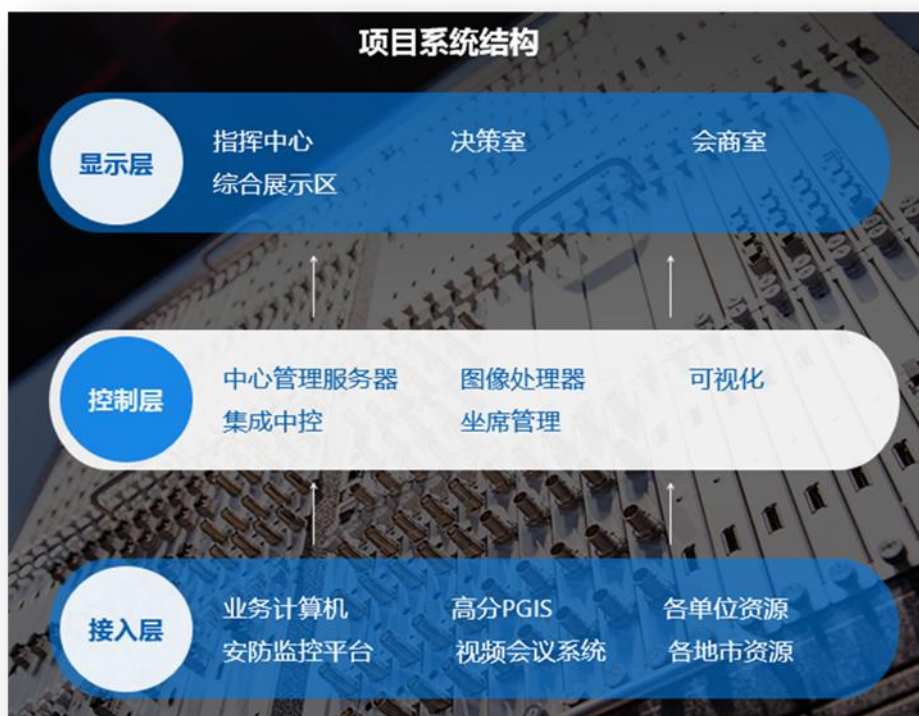 项目系统结构
显示层
指挥中心 决策室 会商室
综合展示区
控制层
中心管理服务器 图像处理器 可视化
集成中控 坐席管理
接入层
业务计算机 高分PGIS 各单位资源
安防监控平台 视频会议系统 各地市资源